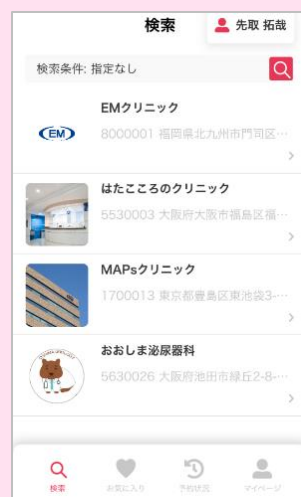 検索
先取 拓哉
検索条件: 指定なし
EMクリニック
EM
8000001 福岡県北九州市門司区…
はたこころのクリニック
5530003 大阪府大阪市福島区福…
MAPsクリニック
1700013 東京都豊島区東池袋3-…
おおしま泌尿器科
5630026 大阪府池田市緑丘2-8-…
検索
お気に入り
予約状況
マイページ